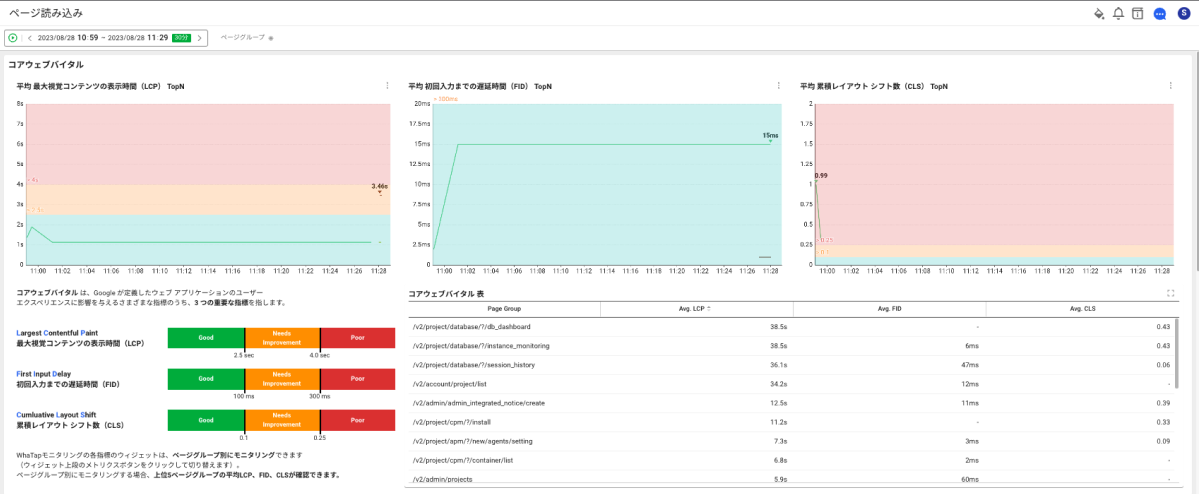 ページ読み込み
S
2023/08/28 10:59 ~ 2023/08/28 11:29 30分
ページグループ
コアウェブバイタル
平均 最大視覚コンテンツの表示時間（LCP） TopN
8s
7s
6s
5s
4s
3s
2s
1s
0
< 4s
< 2.5s
3.46s
11:00 11:02 11:04 11:06 11:08 11:10 11:12 11:14 11:16 11:18 11:20 11:22 11:24 11:26 11:28
平均 初回入力までの遅延時間（FID） TopN
20ms
17.5ms
15ms
12.5ms
10ms
7.5ms
5ms
2.5ms
0
15ms
11:00 11:02 11:04 11:06 11:08 11:10 11:12 11:14 11:16 11:18 11:20 11:22 11:24 11:26 11:28
平均 累積レイアウト シフト数（CLS） TopN
2
1.75
1.5
1.25
1
0.75
0.5
0.25
0
0.99
< 0.25
11:00 11:02 11:04 11:06 11:08 11:10 11:12 11:14 11:16 11:18 11:20 11:22 11:24 11:26 11:28
コアウェブバイタル は、Google が定義したウェブ アプリケーションのユーザー
エクスペリエンスに影響を与えるさまざまな指標のうち、3 つの重要な指標を指します。
Largest Contentful Paint
最大視覚コンテンツの表示時間（LCP）
Good
Needs
Improvement
Poor
2.5 sec
4.0 sec
First Input Delay
初回入力までの遅延時間（FID）
Good
Needs
Improvement
Poor
100 ms
300 ms
Cumluative Layout Shift
累積レイアウト シフト数（CLS）
Good
Needs
Improvement
Poor
0.1
0.25
WhaTapモニタリングの各指標のウィジェットは、ページグループ別にモニタリングできます
（ウィジェット上段のメトリクスボタンをクリックして切り替えます）。
ページグループ別にモニタリングする場合、上位5ページグループの平均LCP、FID、CLSが確認できます。
コアウェブバイタル 表
Page Group Avg. LCP Avg. FID Avg. CLS
/v2/project/database/?/db_dashboard 38.5s - 0.43
/v2/project/database/?/instance_monitoring 38.5s 6ms 0.43
/v2/project/database/?/session_history 36.1s 47ms 0.06
/v2/account/project/list 34.2s 12ms -
/v2/admin/admin_integrated_notice/create 12.5s 11ms 0.39
/v2/project/cpm/?/install 11.2s - 0.33
/v2/project/apm/?/new/agents/setting 7.3s 3ms 0.09
/v2/project/cpm/?/container/list 6.8s 2ms -
/v2/admin/projects 5.9s 60ms -